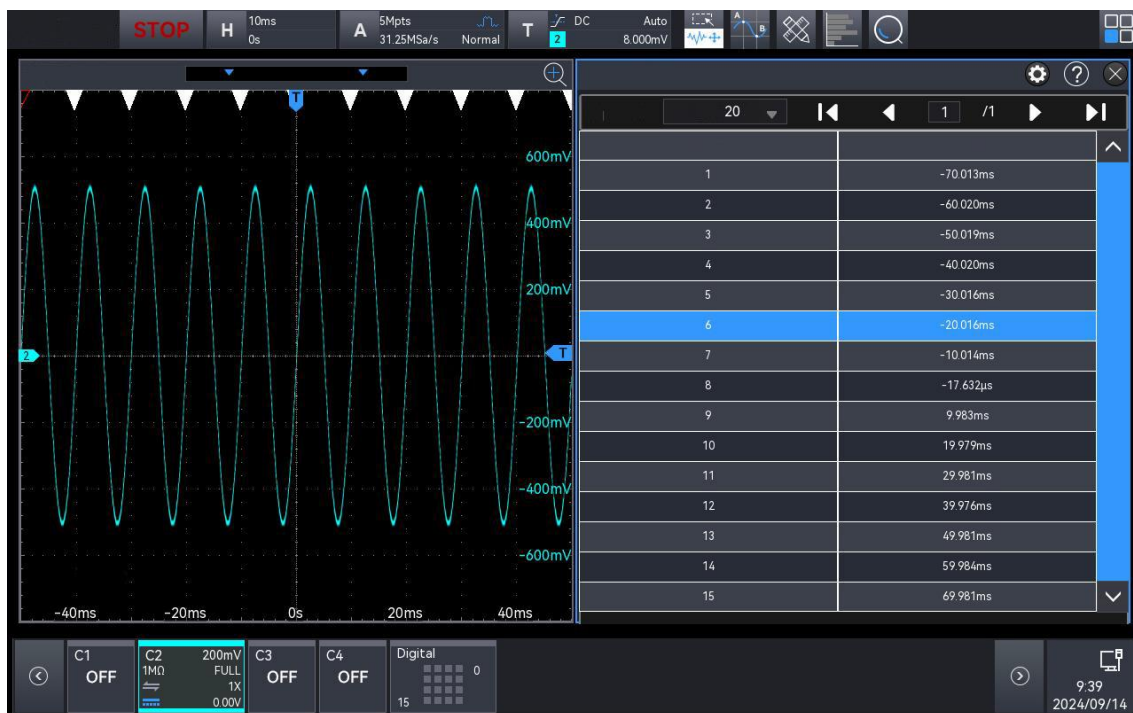 STOP
H
10ms
0s
A
5Mpts
31.25MSa/s
Normal
T
DC
2
Auto
8.000mV
A
B
T
600mV
400mV
200mV
2
T
-200mV
-400mV
-600mV
-40ms
-20ms
0s
20ms
40ms
?
20
1
/1
1 -70.013ms
2 -60.020ms
3 -50.019ms
4 -40.020ms
5 -30.016ms
6 -20.016ms
7 -10.014ms
8 -17.632μs
9 9.983ms
10 19.979ms
11 29.981ms
12 39.976ms
13 49.981ms
14 59.984ms
15 69.981ms
C1
OFF
C2 200mV
1MΩ FULL
1X
0.00V
C3
OFF
C4
OFF
Digital
0
15
9:39
2024/09/14